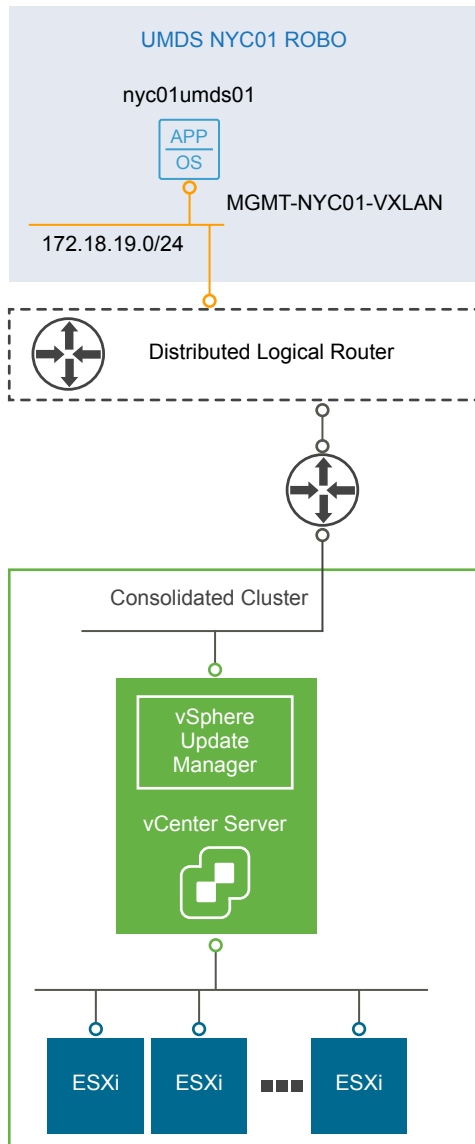 UMDS NYC01 ROBO
nyc01umds01
APP
OS
MGMT-NYC01-VXLAN
172.18.19.0/24
Distributed Logical Router
Consolidated Cluster
vSphere
Update
Manager
vCenter Server
ESXi
ESXi
ESXi